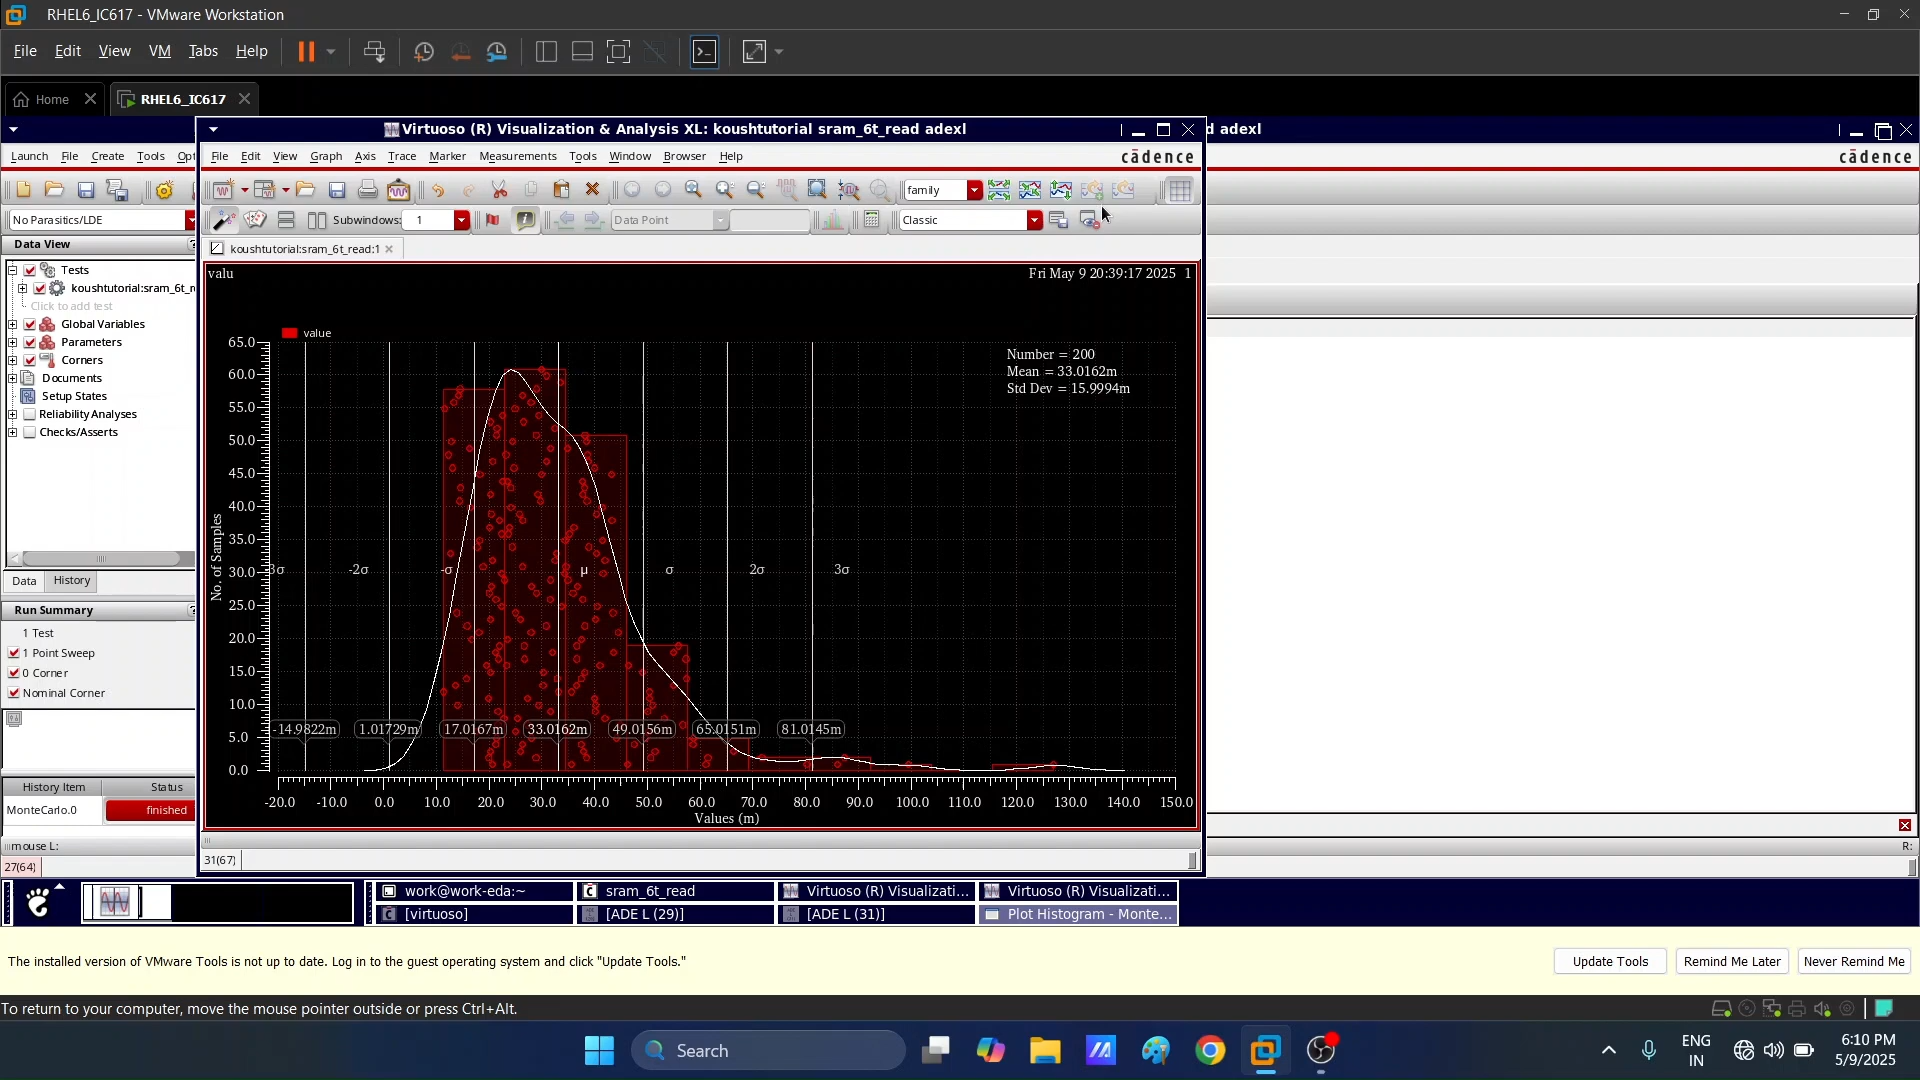 RHEL6_IC617 - VMware Workstation
File Edit View VM Tabs Help
Home RHEL6_IC617
Virtuoso (R) Visualization & Analysis XL: koushtutorial sram_6t_read adexl
d adexl
Launch File Create Tools Opt
File Edit View Graph Axis Trace Marker Measurements Tools Window Browser Help
cādence
cādence
family
No Parasitics/LDE
Subwindows: 1
Data Point
Classic
Data View
koushtutorial:sram_6t_read:1
Tests
koushtutorial:sram_6t_r
Click to add test
Global Variables
Parameters
Corners
Documents
Setup States
Reliability Analyses
Checks/Asserts
Data History
Run Summary
1 Test
1 Point Sweep
0 Corner
Nominal Corner
History Item Status
MonteCarlo.0 finished
mouse L:
27(64)
valu
Fri May 9 20:39:17 2025 1
value
Number = 200
Mean = 33.0162m
Std Dev = 15.9994m
65.0
60.0
55.0
50.0
45.0
40.0
35.0
30.0
25.0
20.0
15.0
10.0
5.0
0.0
No. of Samples
-3σ -2σ -σ μ σ 2σ 3σ
-14.9822m 1.01729m 17.0167m 33.0162m 49.0156m 65.0151m 81.0145m
-20.0 -10.0 0.0 10.0 20.0 30.0 40.0 50.0 60.0 70.0 80.0 90.0 100.0 110.0 120.0 130.0 140.0 150.0
Values (m)
31(67)
R:
work@work-eda:~ sram_6t_read Virtuoso (R) Visualizati... Virtuoso (R) Visualizati...
[virtuoso] [ADE L (29)] [ADE L (31)] Plot Histogram - Monte...
The installed version of VMware Tools is not up to date. Log in to the guest operating system and click "Update Tools."
Update Tools Remind Me Later Never Remind Me
To return to your computer, move the mouse pointer outside or press Ctrl+Alt.
Search
ENG
IN
6:10 PM
5/9/2025